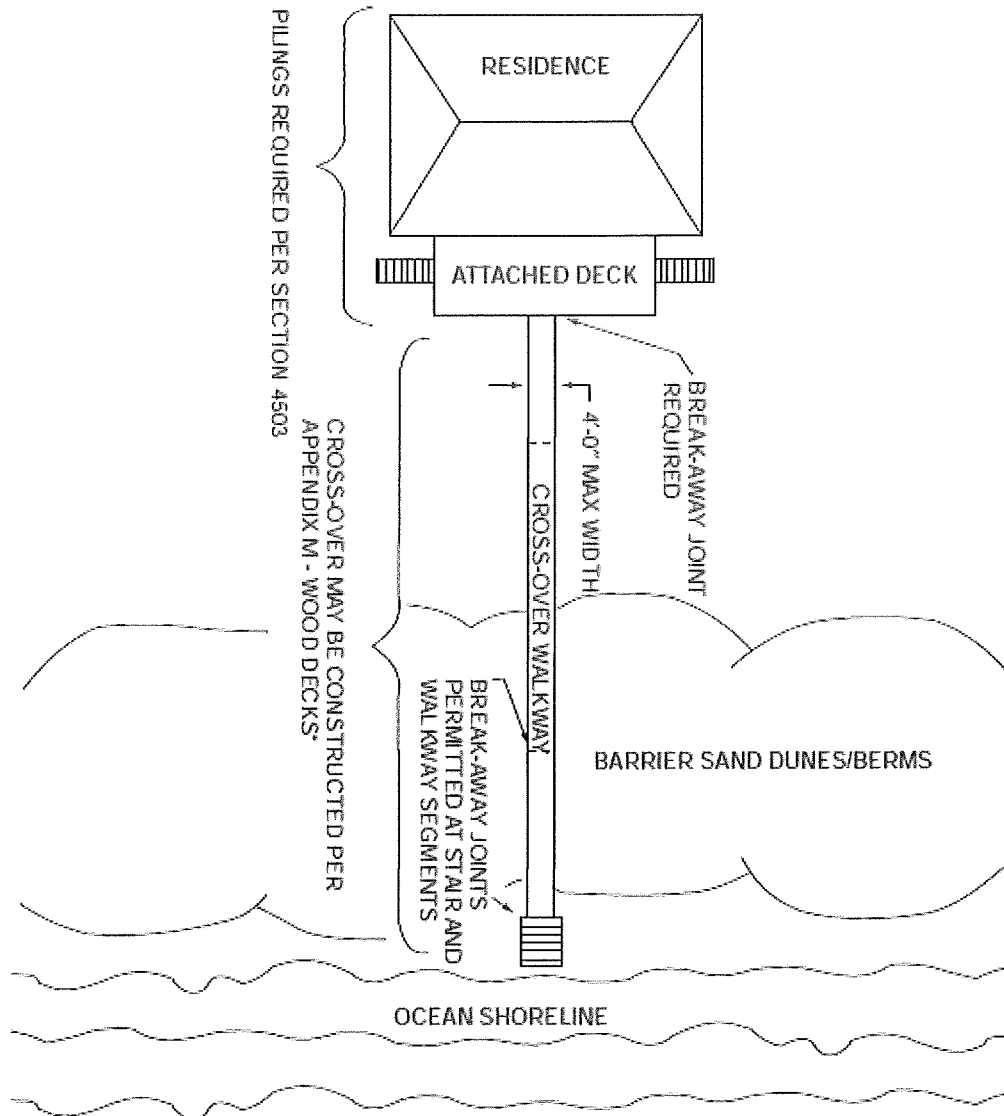 RESIDENCE
ATTACHED DECK
PILINGS REQUIRED PER SECTION 4503
BREAK-AWAY JOINT
REQUIRED
4'-0" MAX WIDTH
CROSS-OVER WALKWAY
CROSS-OVER MAY BE CONSTRUCTED PER
APPENDIX M - WOOD DECKS*
BREAK-AWAY JOINTS
PERMITTED AT STAIR AND
WALKWAY SEGMENTS
BARRIER SAND DUNES/BERMS
OCEAN SHORELINE